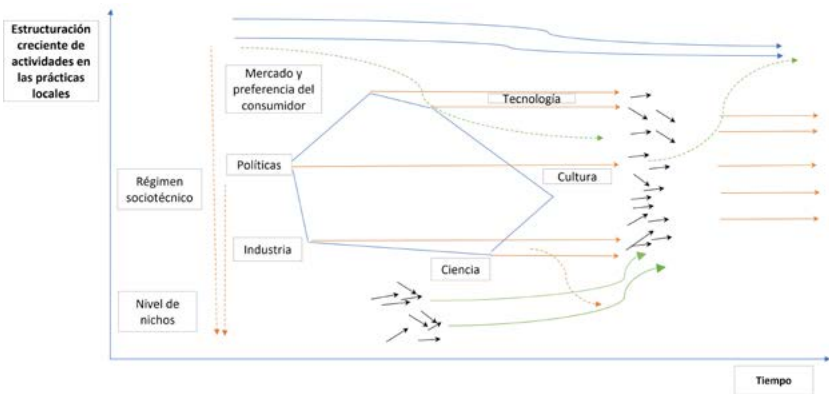 Estructuración
creciente de
actividades en
las prácticas
locales
Mercado y
preferencia del
consumidor
Tecnología
Políticas
Régimen
sociotécnico
Cultura
Industria
Ciencia
Nivel de
nichos
Tiempo